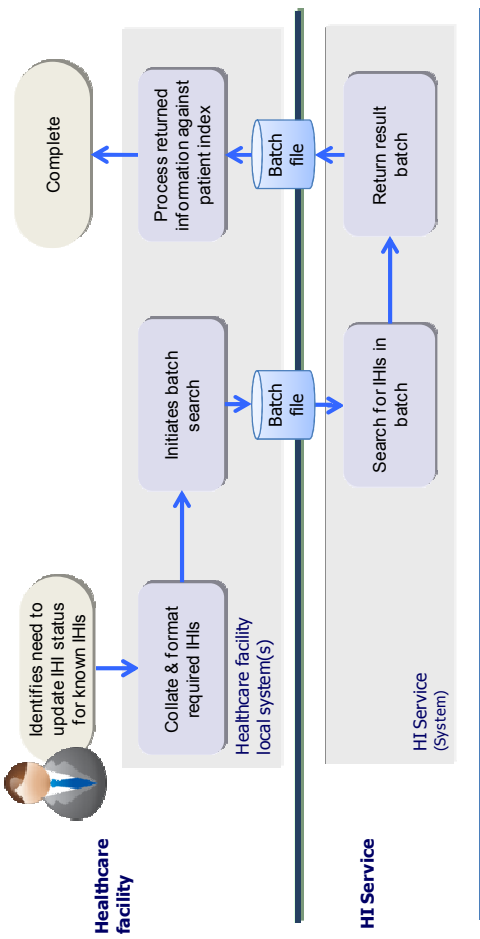 Healthcare
facility
Identifies need to
update IHI status
for known IHIs
Complete
Collate & format
required IHIs
Initiates batch
search
Process returned
information against
patient index
Healthcare facility
local system(s)
Batch
file
Batch
file
HI Service
Search for IHIs in
batch
Return result
batch
HI Service
(System)